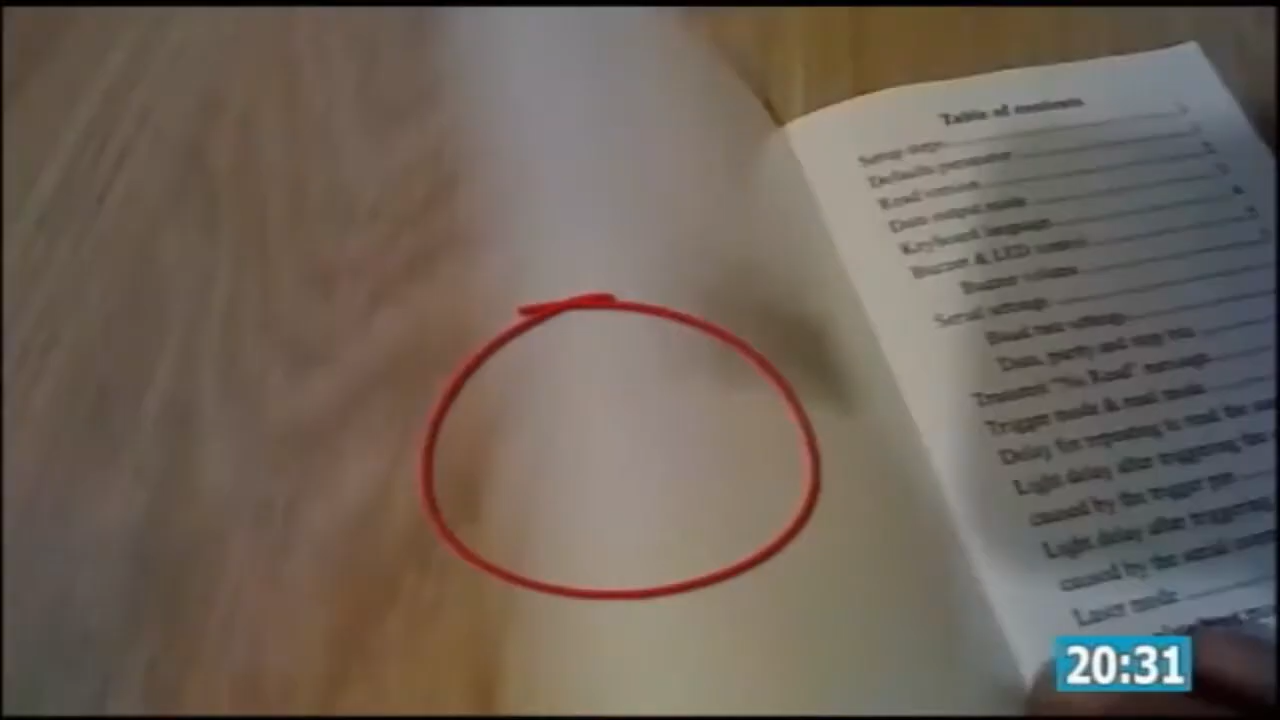 Table of contents
Setup steps
Defaults parameter
Read version
Data output mode
Keyboard language
Buzzer & LED control
Buzzer volume
Serial settings
Baud rate settings
Data, parity and stop bits
Transmit "No Read" message
Trigger mode & read mode
Delay for repeating to read the
Light delay after triggering the
caused by the trigger pin
Light delay after triggering
caused by the serial
Laser mode
20:31